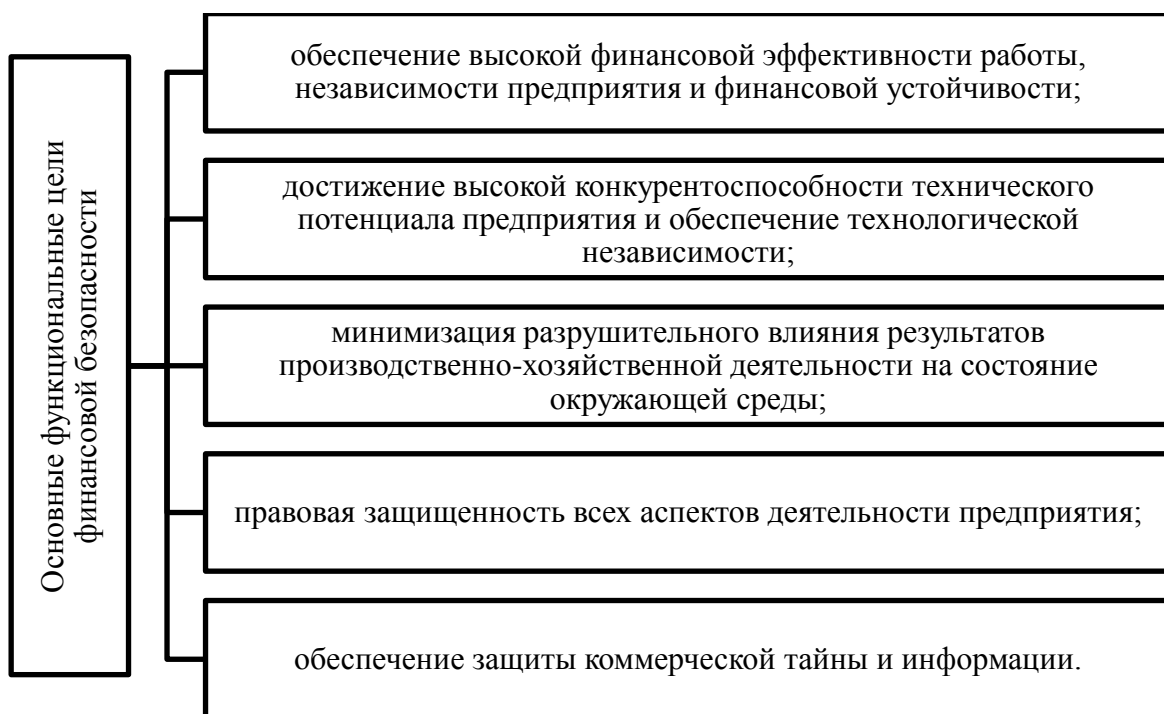 Основные функциональные цели
финансовой безопасности
обеспечение высокой финансовой эффективности работы,
независимости предприятия и финансовой устойчивости;
достижение высокой конкурентоспособности технического
потенциала предприятия и обеспечение технологической
независимости;
минимизация разрушительного влияния результатов
производственно-хозяйственной деятельности на состояние
окружающей среды;
правовая защищенность всех аспектов деятельности предприятия;
обеспечение защиты коммерческой тайны и информации.